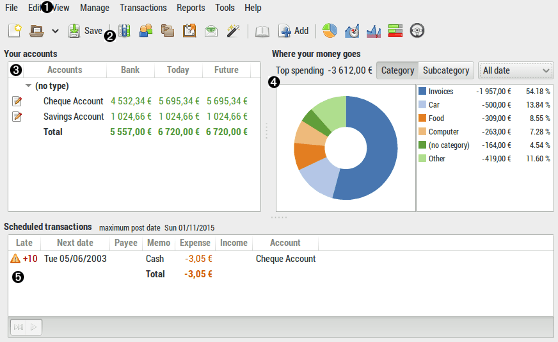 File Edit 1 View Manage Transactions Reports Tools Help
Save 2 Add
Your accounts
3 Accounts Bank Today Future
(no type)
Cheque Account 4 532,34 € 5 695,34 € 5 695,34 €
Savings Account 1 024,66 € 1 024,66 € 1 024,66 €
Total 5 557,00 € 6 720,00 € 6 720,00 €
Where your money goes
Top spending -3 612,00 € Category Subcategory All date
4
Invoices -1 957,00 € 54.18 %
Car -500,00 € 13.84 %
Food -309,00 € 8.55 %
Computer -263,00 € 7.28 %
(no category) -164,00 € 4.54 %
Other -419,00 € 11.60 %
Scheduled transactions maximum post date Sun 01/11/2015
Late Next date Payee Memo Expense Income Account
+10 Tue 05/06/2003 Cash -3,05 € Cheque Account
5 Total -3,05 €